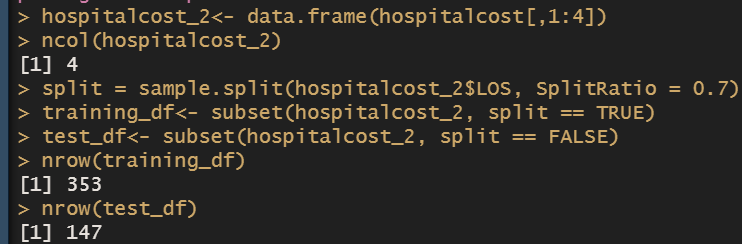 > hospitalcost_2<- data.frame(hospitalcost[,1:4])
> ncol(hospitalcost_2)
[1] 4
> split = sample.split(hospitalcost_2$LOS, SplitRatio = 0.7)
> training_df<- subset(hospitalcost_2, split == TRUE)
> test_df<- subset(hospitalcost_2, split == FALSE)
> nrow(training_df)
[1] 353
> nrow(test_df)
[1] 147